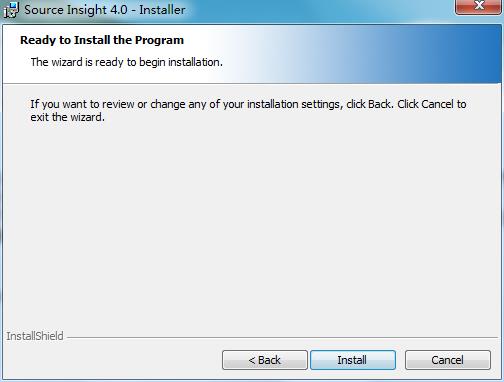 Source Insight 4.0 - Installer
Ready to Install the Program
The wizard is ready to begin installation.
If you want to review or change any of your installation settings, click Back. Click Cancel to
exit the wizard.
InstallShield
< Back
Install
Cancel